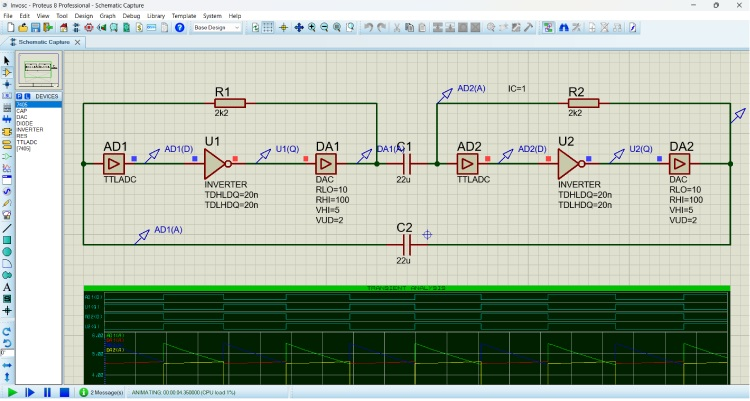 Invosc - Proteus 8 Professional - Schematic Capture
File Edit View Tool Design Graph Debug Library Template System Help
Base Design
Schematic Capture
P L DEVICES
7405
CAP
DAC
DIODE
INVERTER
RES
TTLADC
[7405]
R1
2k2
AD2(A)
IC=1
R2
2k2
AD1
AD1(D)
U1
U1(Q)
DA1
DA1(A)
C1
AD2
AD2(D)
U2
U2(Q)
DA2
TTLADC
INVERTER
TDHLDQ=20n
TDLHDQ=20n
DAC
RLO=10
RHI=100
VHI=5
VUD=2
22u
TTLADC
INVERTER
TDHLDQ=20n
TDLHDQ=20n
DAC
RLO=10
RHI=100
VHI=5
VUD=2
AD1(A)
C2
22u
TRANSIENT ANALYSIS
DA2(A)
2 Message(s)
ANIMATING: 00:00:04.350000 (CPU load 1%)